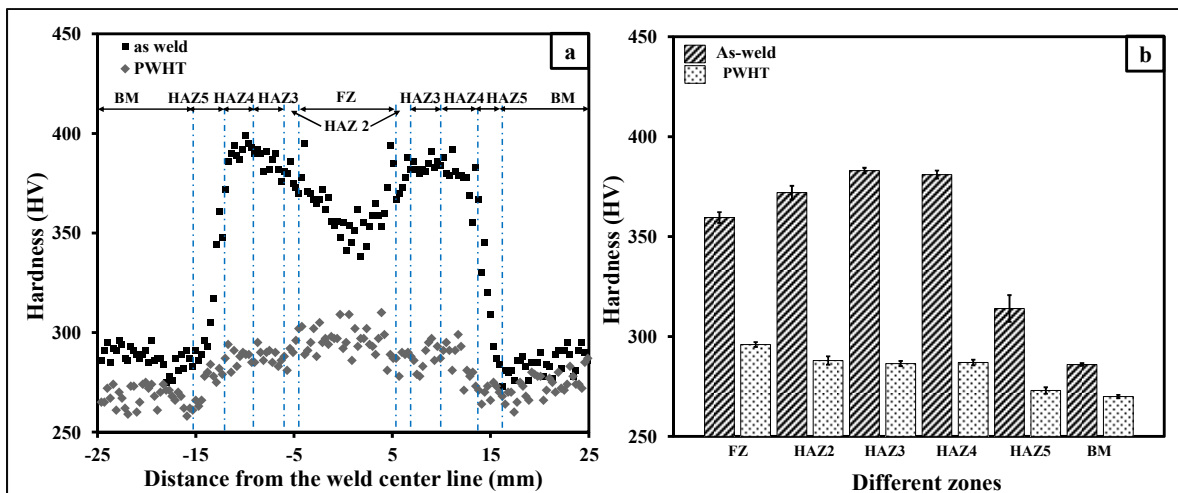 a
as weld
PWHT
BM HAZ5 HAZ4 HAZ3 FZ HAZ3 HAZ4 HAZ5 BM
HAZ 2
Hardness (HV)
450
400
350
300
250
-25 -15 -5 5 15 25
Distance from the weld center line (mm)
b
As-weld
PWHT
Hardness (HV)
450
400
350
300
250
FZ HAZ2 HAZ3 HAZ4 HAZ5 BM
Different zones